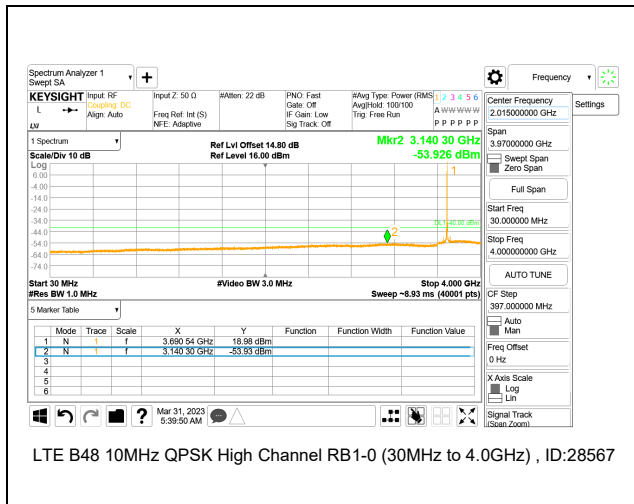 Spectrum Analyzer 1
Swept SA
Frequency
KEYSIGHT
L
LXI
Input: RF
Coupling: DC
Align: Auto
Input Z: 50 Ω
Freq Ref: Int (S)
NFE: Adaptive
#Atten: 22 dB
PNO: Fast
Gate: Off
IF Gain: Low
Sig Track: Off
#Avg Type: Power (RMS
Avg|Hold: 100/100
Trig: Free Run
1 2 3 4 5 6
A W W W W W
P P P P P P
Center Frequency
2.015000000 GHz
Settings
Span
3.97000000 GHz
Swept Span
Zero Span
Full Span
Start Freq
30.000000 MHz
Stop Freq
4.000000000 GHz
AUTO TUNE
CF Step
397.000000 MHz
Auto
Man
Freq Offset
0 Hz
X Axis Scale
Log
Lin
Signal Track
(Span Zoom)
1 Spectrum
Scale/Div 10 dB
Ref Lvl Offset 14.80 dB
Ref Level 16.00 dBm
Mkr2 3.140 30 GHz
-53.926 dBm
Log
6.00
-4.00
-14.0
-24.0
-34.0
-44.0
-54.0
-64.0
-74.0
1
2
DL1 -40.00 dBm
Start 30 MHz
#Video BW 3.0 MHz
Stop 4.000 GHz
#Res BW 1.0 MHz
Sweep ~8.93 ms (40001 pts)
5 Marker Table
Mode Trace Scale X Y Function Function Width Function Value
1 N 1 f 3.690 54 GHz 18.98 dBm
2 N 1 f 3.140 30 GHz -53.93 dBm
3
4
5
6
?
Mar 31, 2023
5:39:50 AM
LTE B48 10MHz QPSK High Channel RB1-0 (30MHz to 4.0GHz) , ID:28567